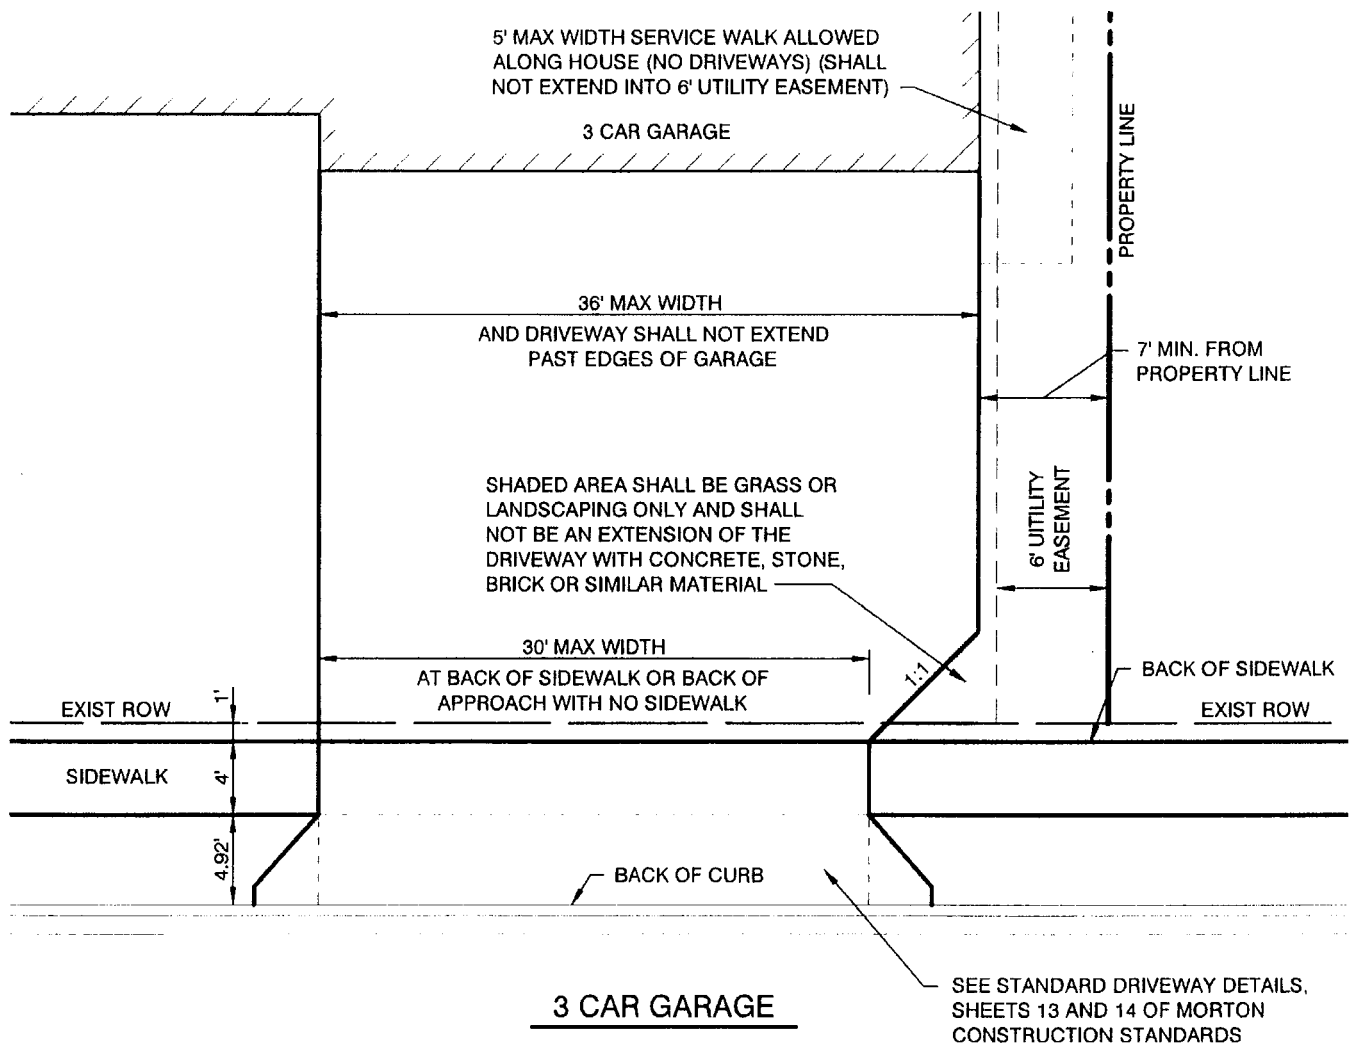 5' MAX WIDTH SERVICE WALK ALLOWED
ALONG HOUSE (NO DRIVEWAYS) (SHALL
NOT EXTEND INTO 6' UTILITY EASEMENT)
3 CAR GARAGE
PROPERTY LINE
36' MAX WIDTH
AND DRIVEWAY SHALL NOT EXTEND
PAST EDGES OF GARAGE
7' MIN. FROM
PROPERTY LINE
SHADED AREA SHALL BE GRASS OR
LANDSCAPING ONLY AND SHALL
NOT BE AN EXTENSION OF THE
DRIVEWAY WITH CONCRETE, STONE,
BRICK OR SIMILAR MATERIAL
6' UITILITY
EASEMENT
30' MAX WIDTH
AT BACK OF SIDEWALK OR BACK OF
APPROACH WITH NO SIDEWALK
1:1
BACK OF SIDEWALK
1'
EXIST ROW
EXIST ROW
SIDEWALK
4'
4.92'
BACK OF CURB
3 CAR GARAGE
SEE STANDARD DRIVEWAY DETAILS,
SHEETS 13 AND 14 OF MORTON
CONSTRUCTION STANDARDS